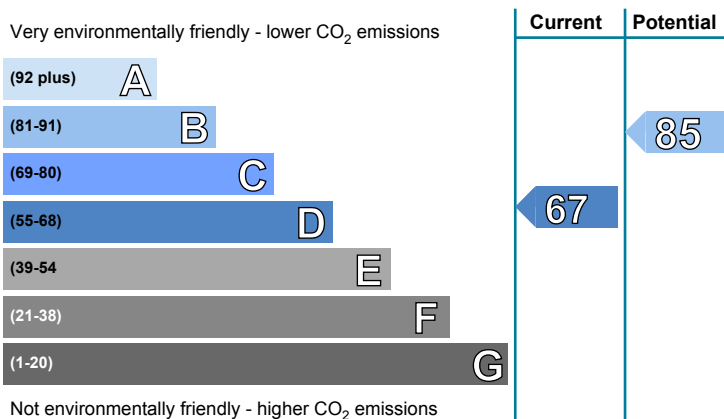 Current Potential
Very environmentally friendly - lower CO2 emissions
(92 plus) A
(81-91) B 85
(69-80) C
(55-68) D 67
(39-54 E
(21-38) F
(1-20) G
Not environmentally friendly - higher CO2 emissions